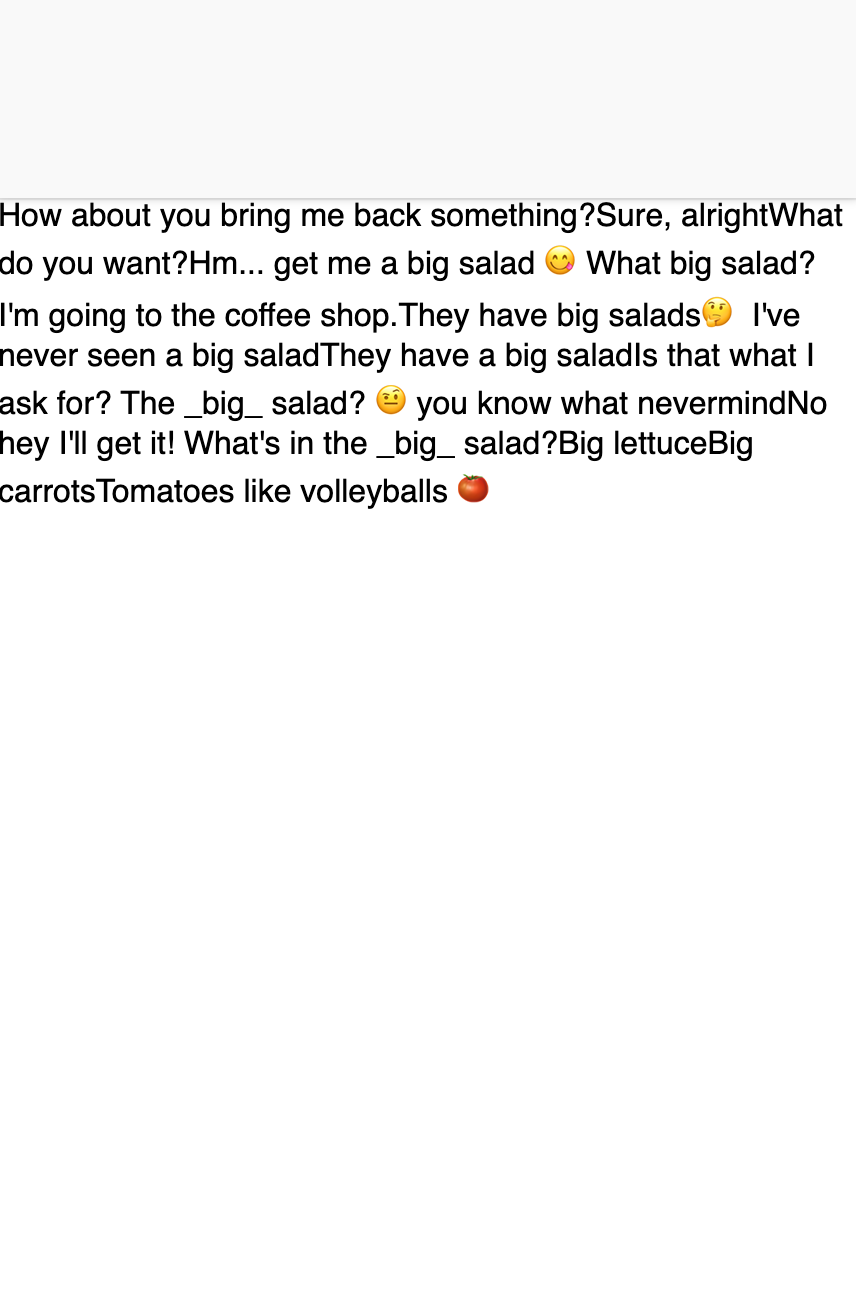 How about you bring me back something?Sure, alrightWhat
do you want?Hm... get me a big salad 😋 What big salad?
I'm going to the coffee shop.They have big salads🤔  I've
never seen a big saladThey have a big saladIs that what I
ask for? The _big_ salad? 🤨 you know what nevermindNo
hey I'll get it! What's in the _big_ salad?Big lettuceBig
carrotsTomatoes like volleyballs 🍅